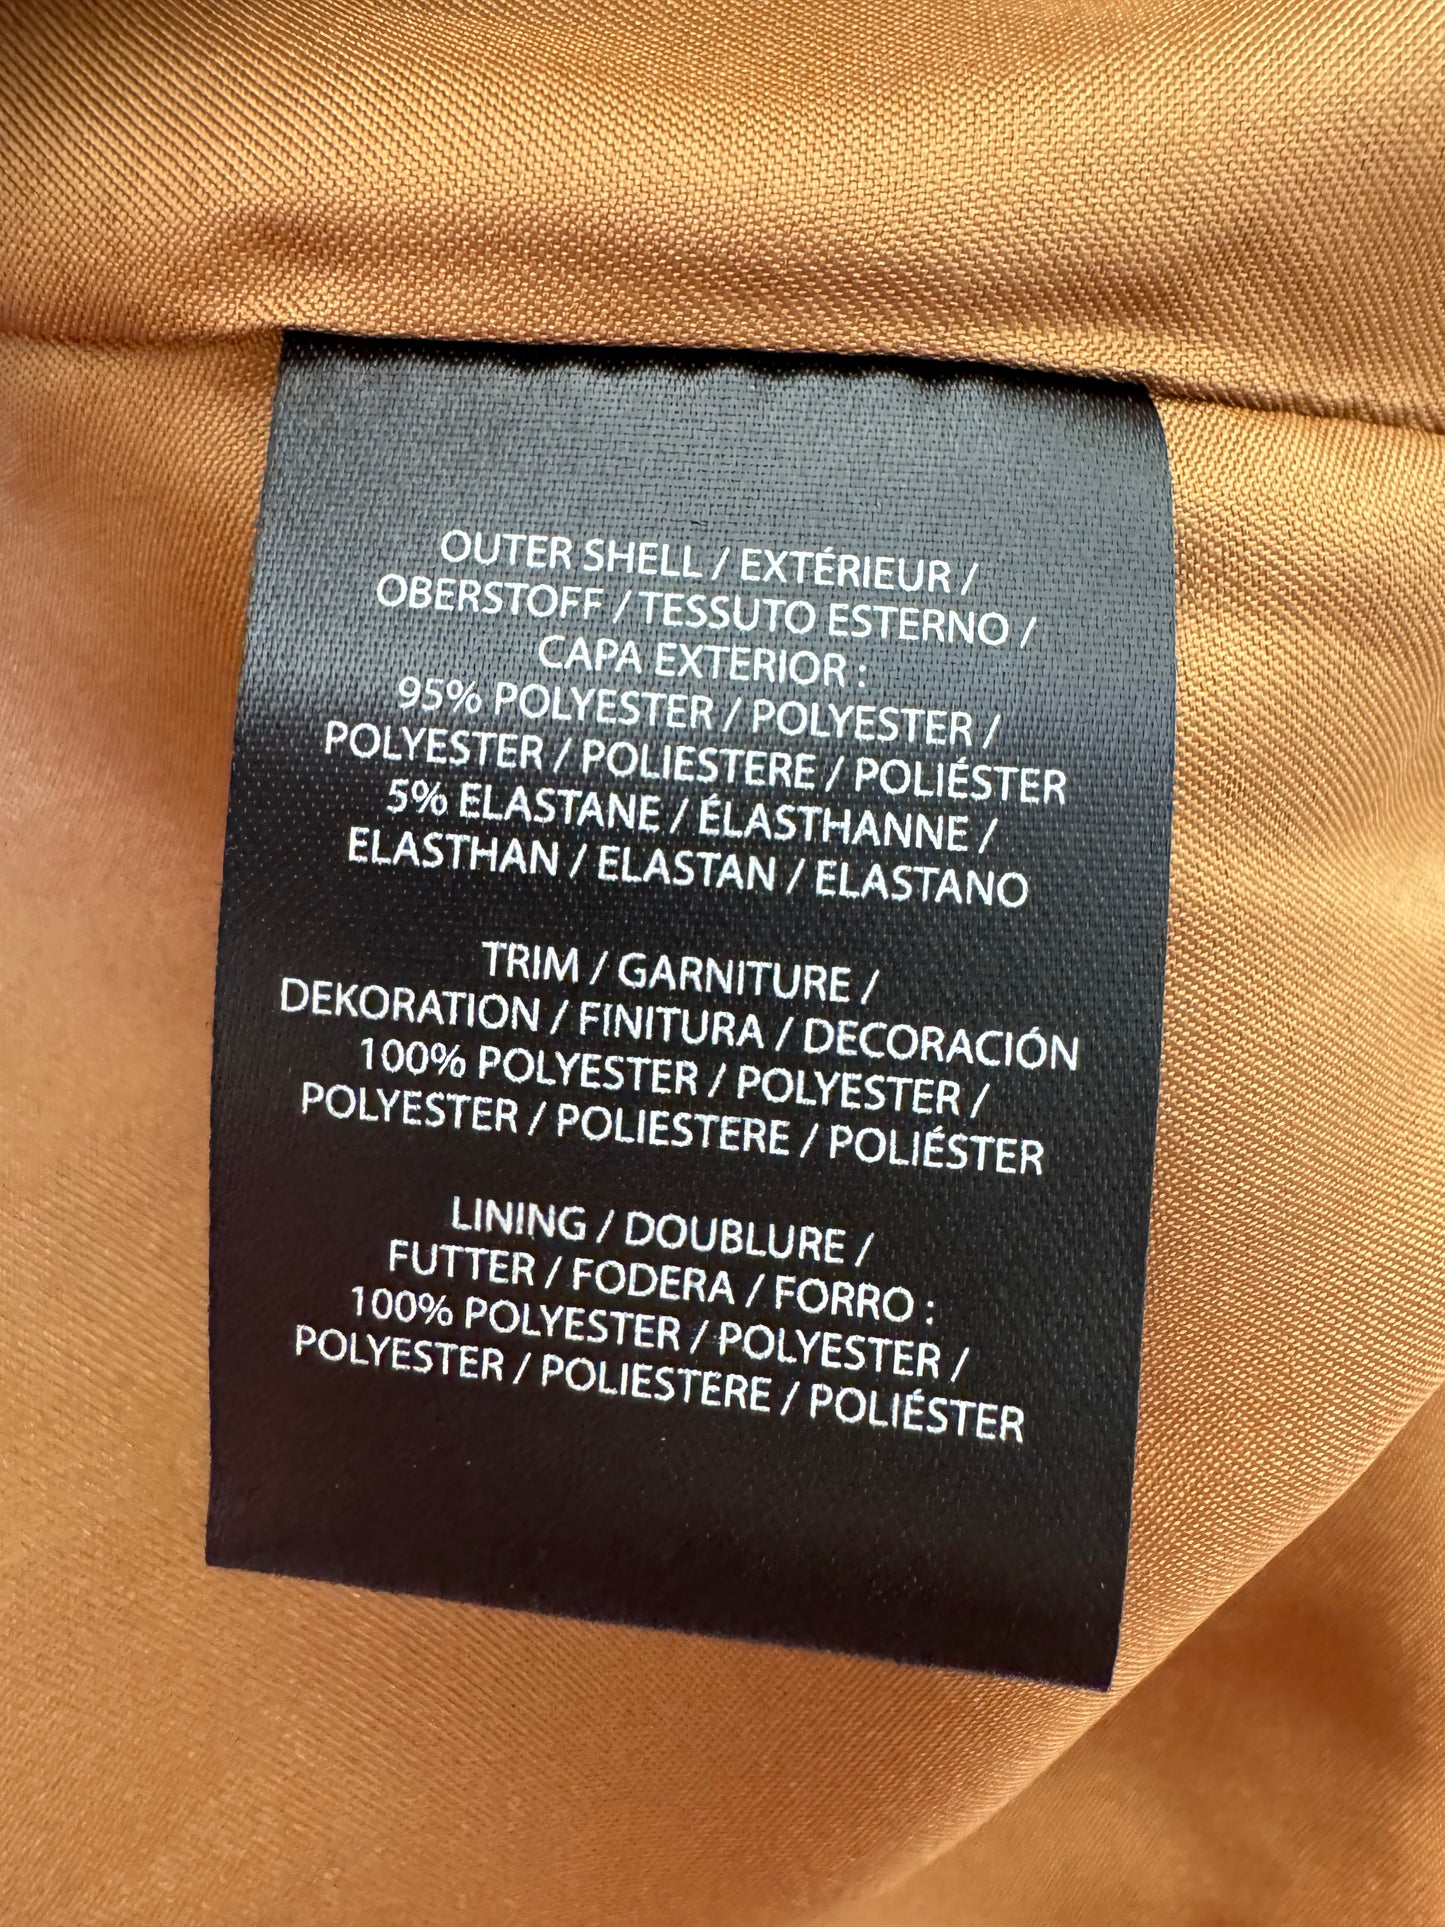 OUTER SHELL / EXTÉRIEUR /
OBERSTOFF / TESSUTO ESTERNO /
CAPA EXTERIOR :
95% POLYESTER / POLYESTER /
POLYESTER / POLIESTERE / POLIÉSTER
5% ELASTANE / ÉLASTHANNE /
ELASTHAN / ELASTAN / ELASTANO
TRIM / GARNITURE /
DEKORATION / FINITURA / DECORACIÓN
100% POLYESTER / POLYESTER /
POLYESTER / POLIESTERE / POLIÉSTER
LINING / DOUBLURE /
FUTTER / FODERA / FORRO :
100% POLYESTER / POLYESTER /
POLYESTER / POLIESTERE / POLIÉSTER